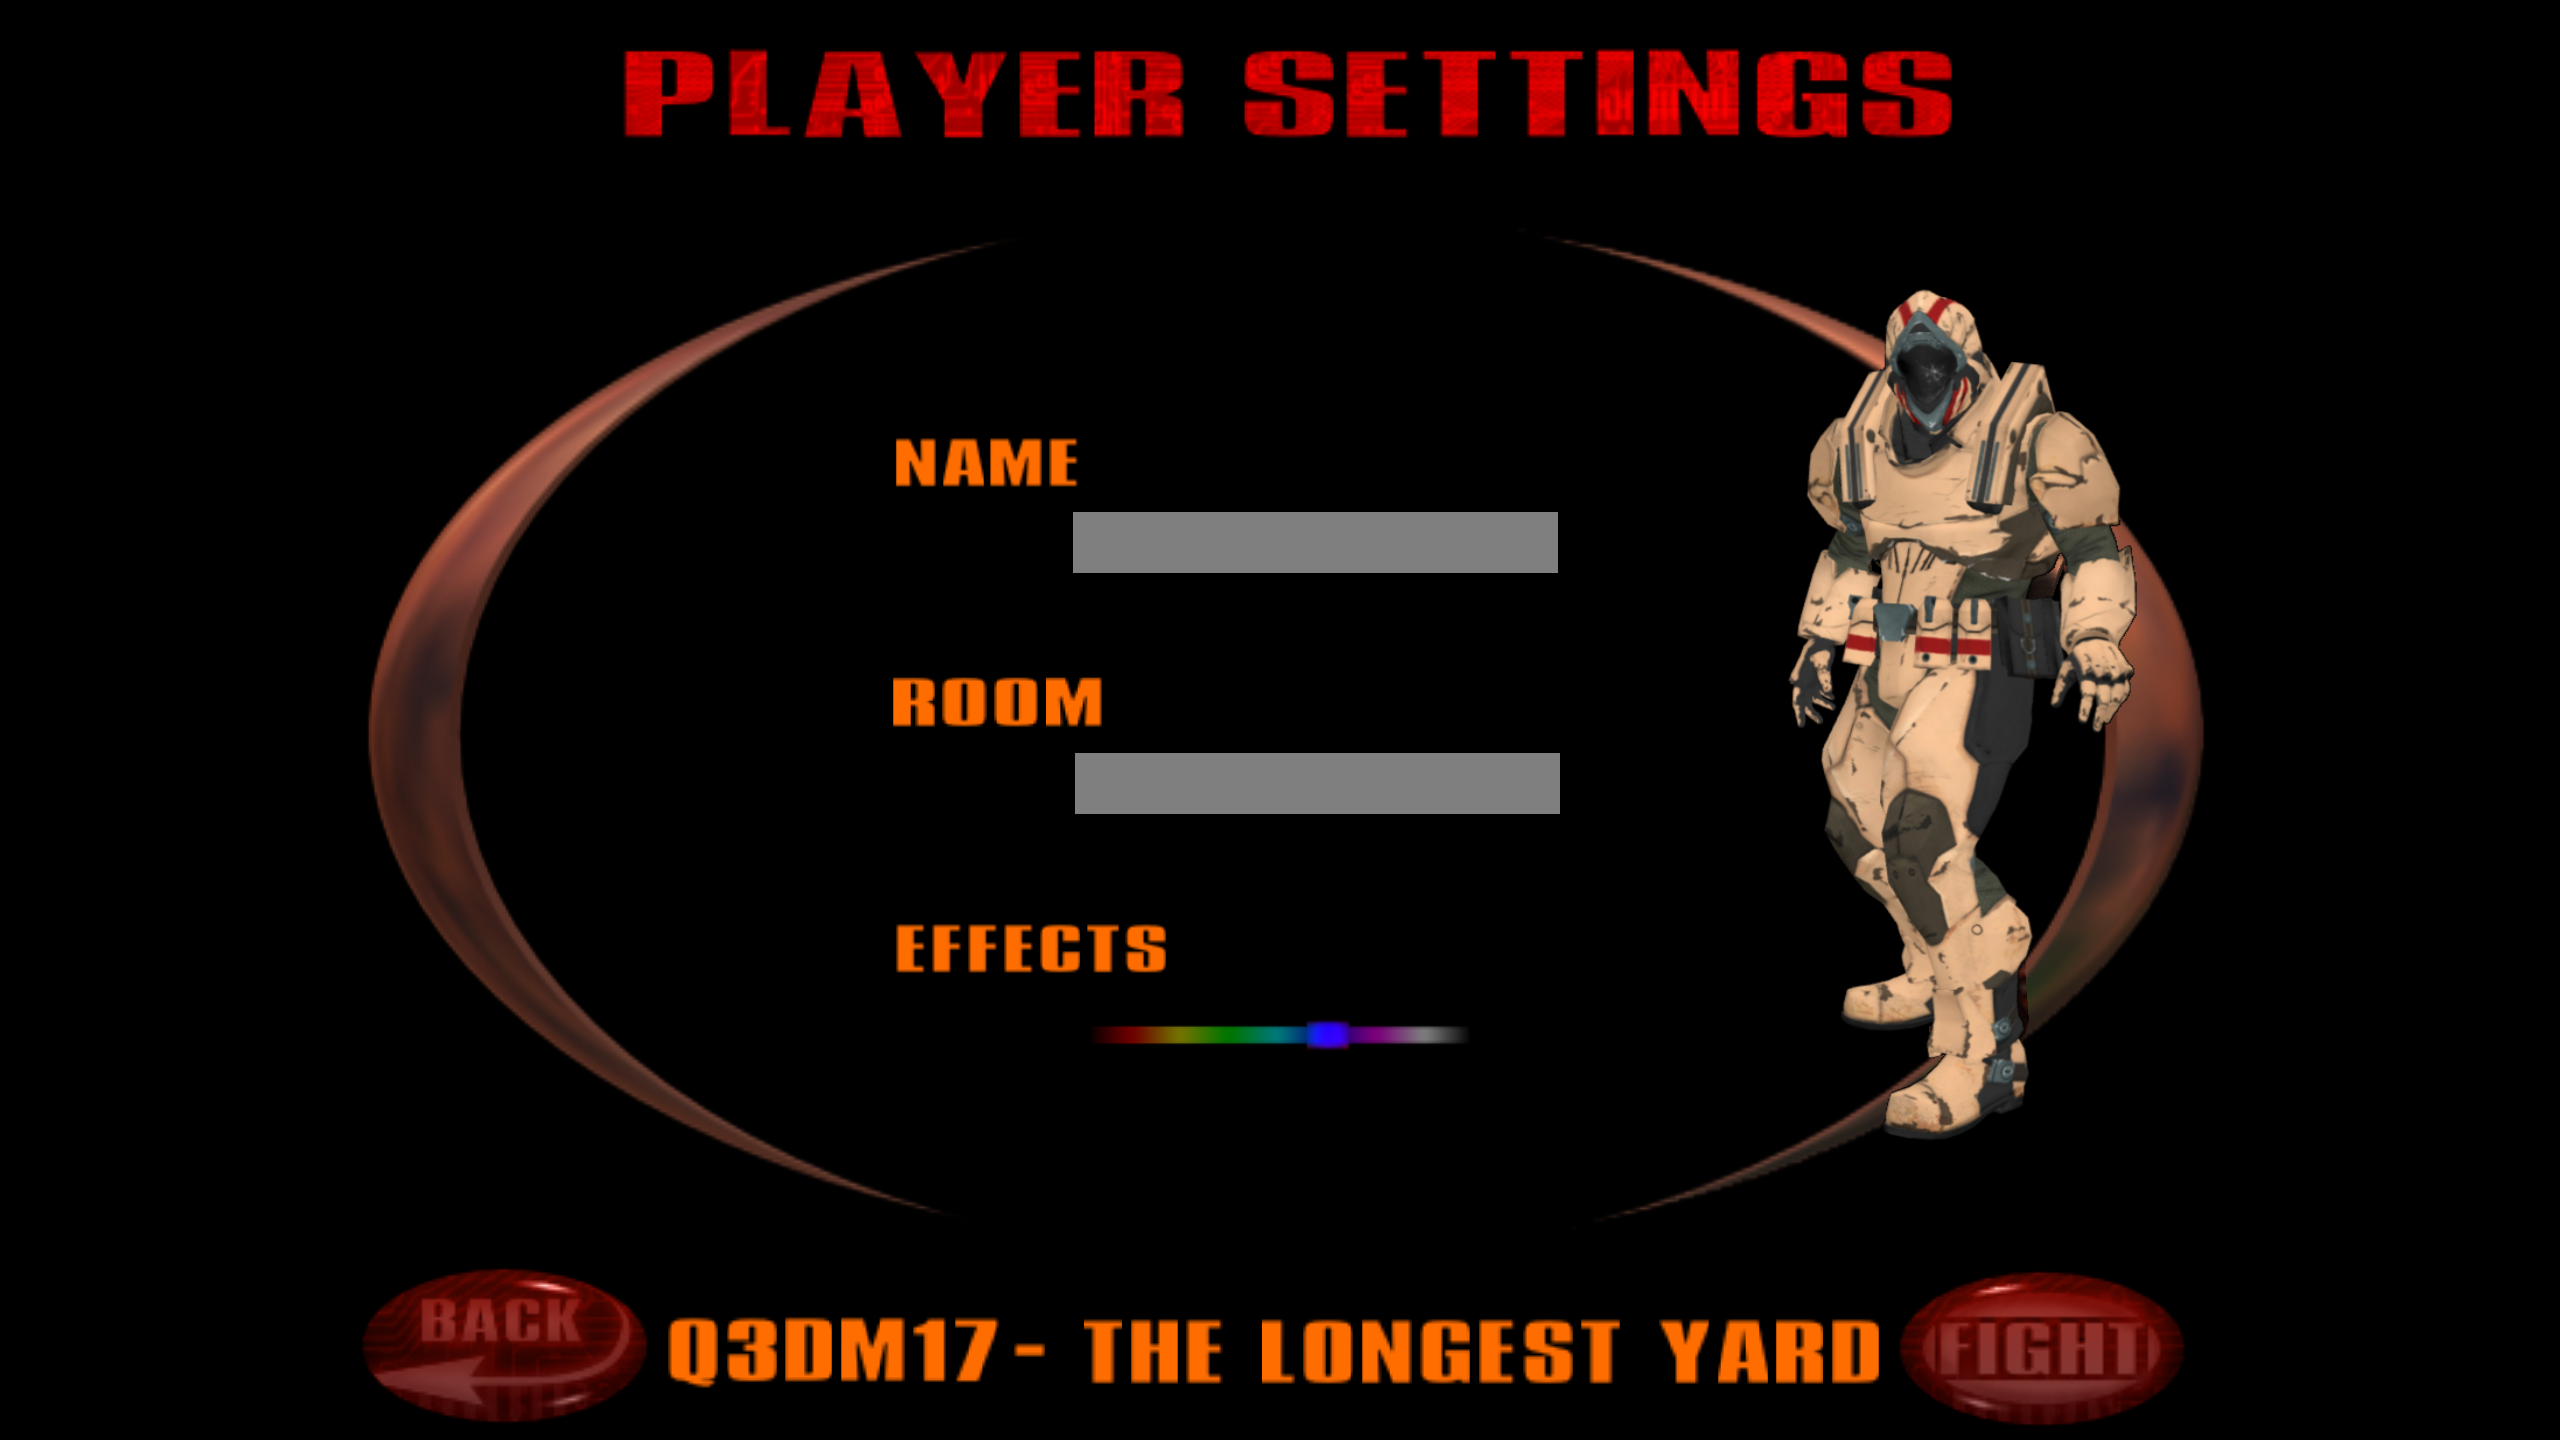 PLAYER SETTINGS
NAME
ROOM
EFFECTS
BACK
Q3DM17- THE LONGEST YARD
FIGHT